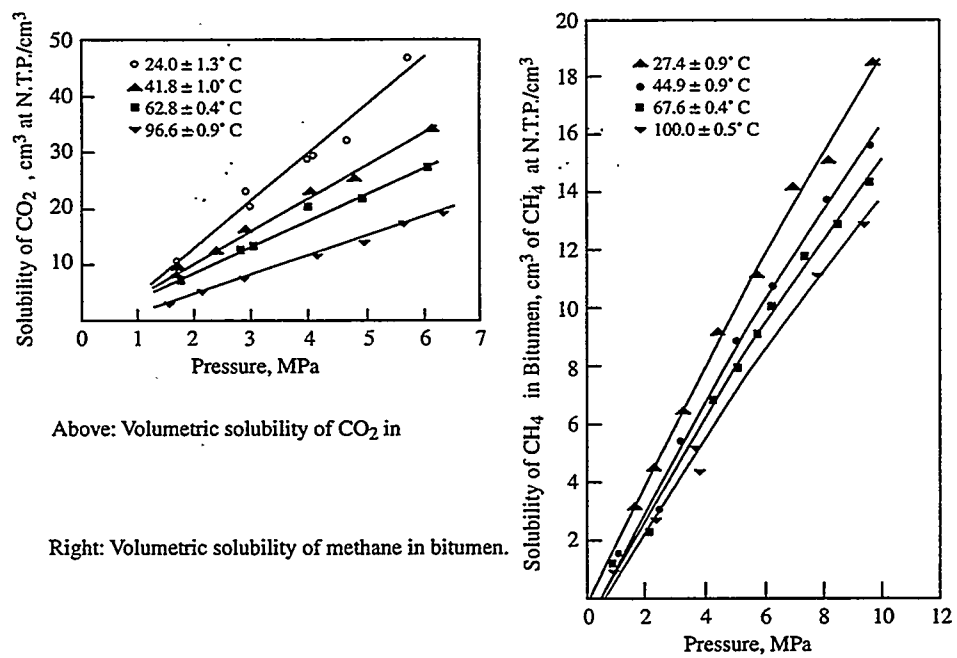 50
40
30
20
10
0 1 2 3 4 5 6 7
Solubility of CO2 , cm3 at N.T.P./cm3
24.0 ± 1.3° C
41.8 ± 1.0° C
62.8 ± 0.4° C
96.6 ± 0.9° C
Pressure, MPa
Above: Volumetric solubility of CO2 in
Right: Volumetric solubility of methane in bitumen.
20
18
16
14
12
10
8
6
4
2
0 2 4 6 8 10 12
Solubility of CH4 in Bitumen, cm3 of CH4 at N.T.P./cm3
27.4 ± 0.9° C
44.9 ± 0.9° C
67.6 ± 0.4° C
100.0 ± 0.5° C
Pressure, MPa